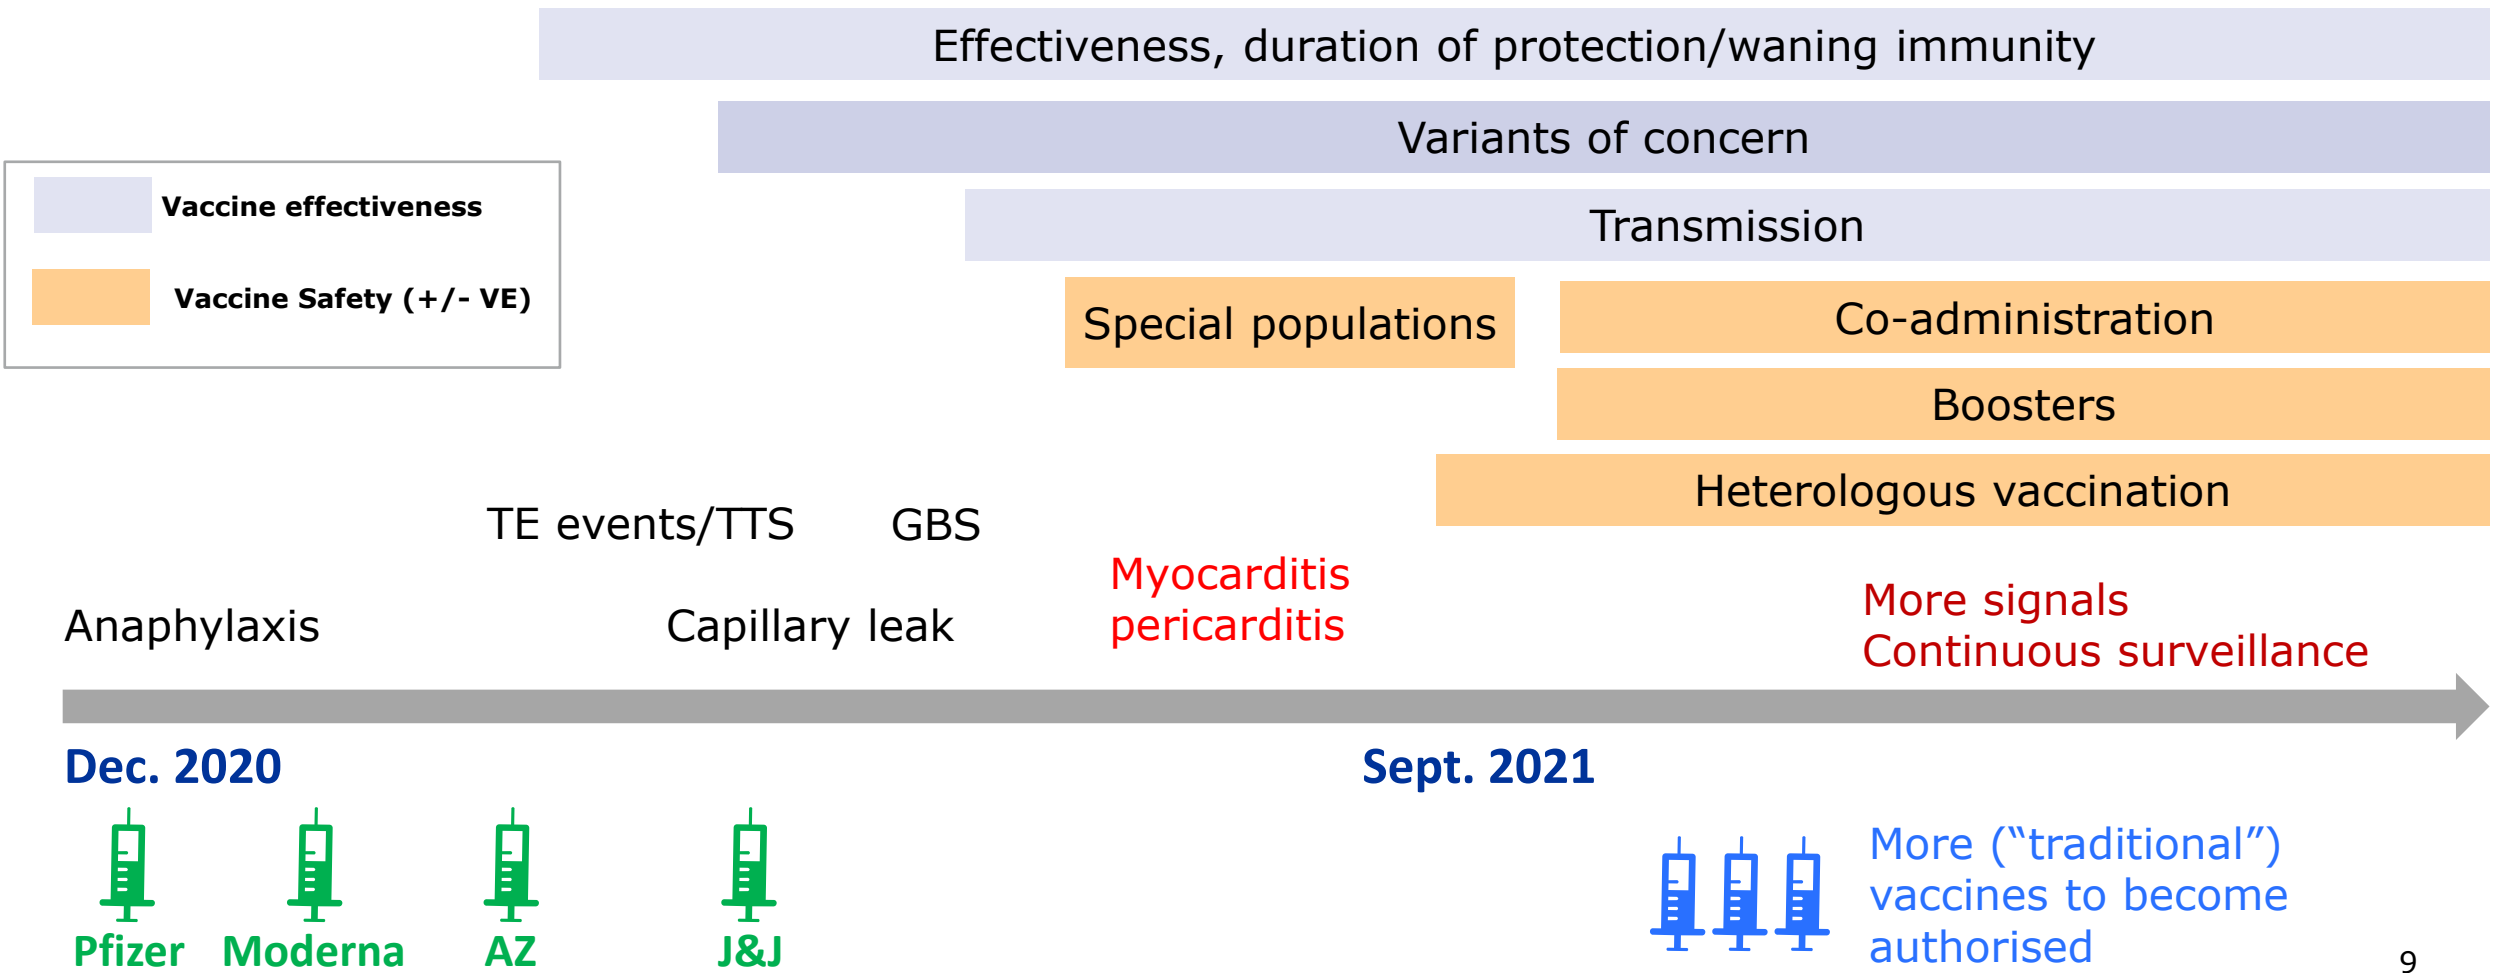 Effectiveness, duration of protection/waning immunity
Variants of concern
Vaccine effectiveness
Transmission
Vaccine Safety (+/- VE)
Special populations
Co-administration
Boosters
Heterologous vaccination
TE events/TTS
GBS
Myocarditis
pericarditis
Anaphylaxis
Capillary leak
More signals
Continuous surveillance
Dec. 2020
Sept. 2021
Pfizer
Moderna
AZ
J&J
More (“traditional”)
vaccines to become
authorised
9